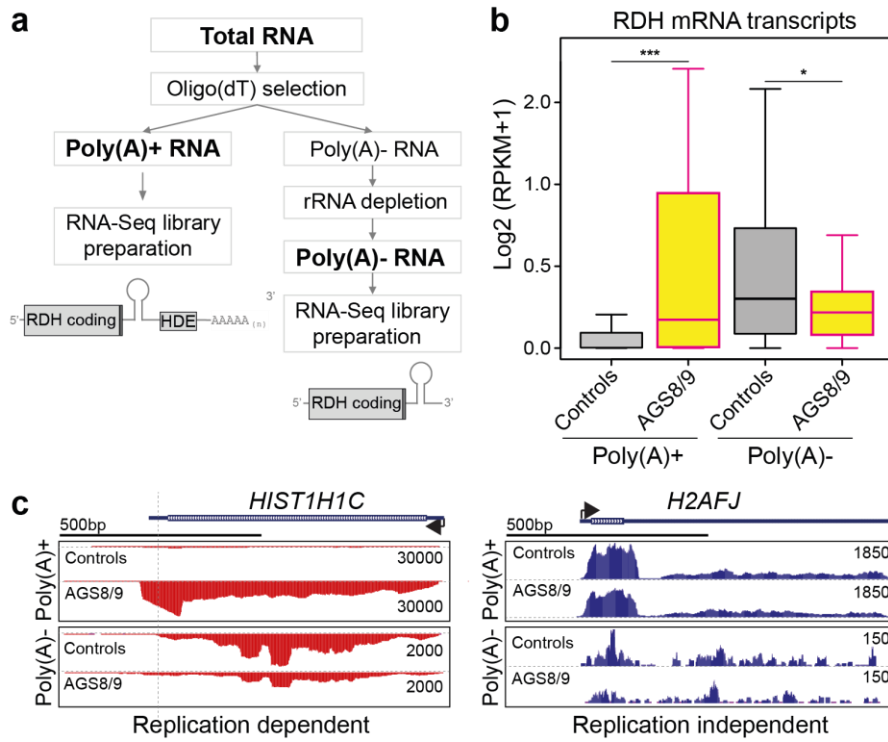 a
Total RNA
Oligo(dT) selection
Poly(A)+ RNA
Poly(A)- RNA
rRNA depletion
RNA-Seq library
preparation
Poly(A)- RNA
RNA-Seq library
preparation
5'- RDH coding HDE -AAAAA (n)
3'
5'- RDH coding -3'
b
RDH mRNA transcripts
Log2 (RPKM+1)
2.0
1.0
0.5
0.0
***
*
Controls
AGS8/9
Controls
AGS8/9
Poly(A)+
Poly(A)-
c
HIST1H1C
500bp
Poly(A)+
Controls
30000
AGS8/9
30000
Poly(A)-
Controls
2000
AGS8/9
2000
Replication dependent
H2AFJ
500bp
Poly(A)+
Controls
1850
AGS8/9
1850
Poly(A)-
Controls
150
AGS8/9
150
Replication independent